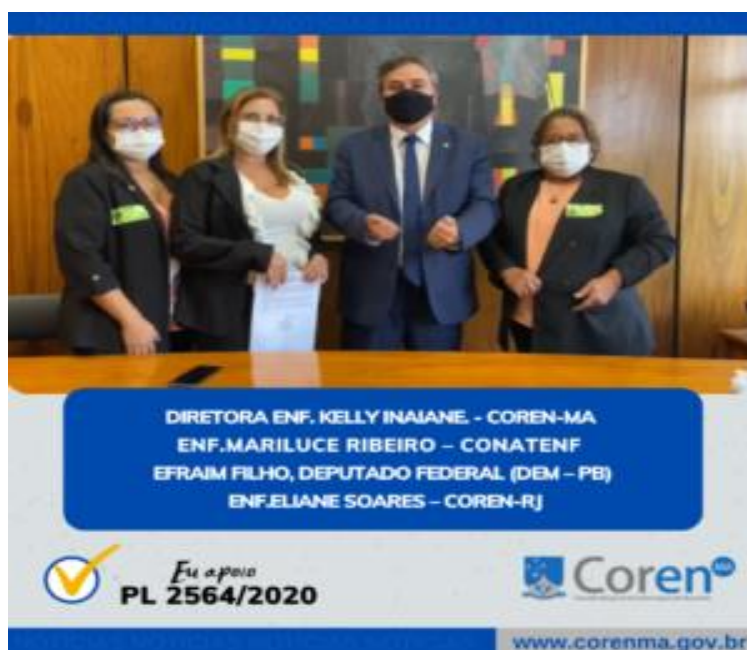 DIRETORA ENF. KELLY INAIANE. - COREN-MA
ENF.MARILUCE RIBEIRO – CONATENF
EFRAIM FILHO, DEPUTADO FEDERAL (DEM – PB)
ENF.ELIANE SOARES – COREN-RJ
Eu apoio
PL 2564/2020
Coren
www.corenma.gov.br